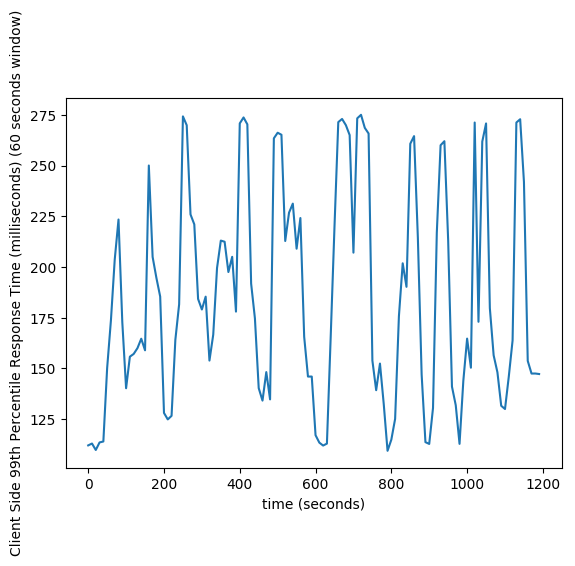 Client Side 99th Percentile Response Time (milliseconds) (60 seconds window)
275
250
225
200
175
150
125
0 200 400 600 800 1000 1200
time (seconds)